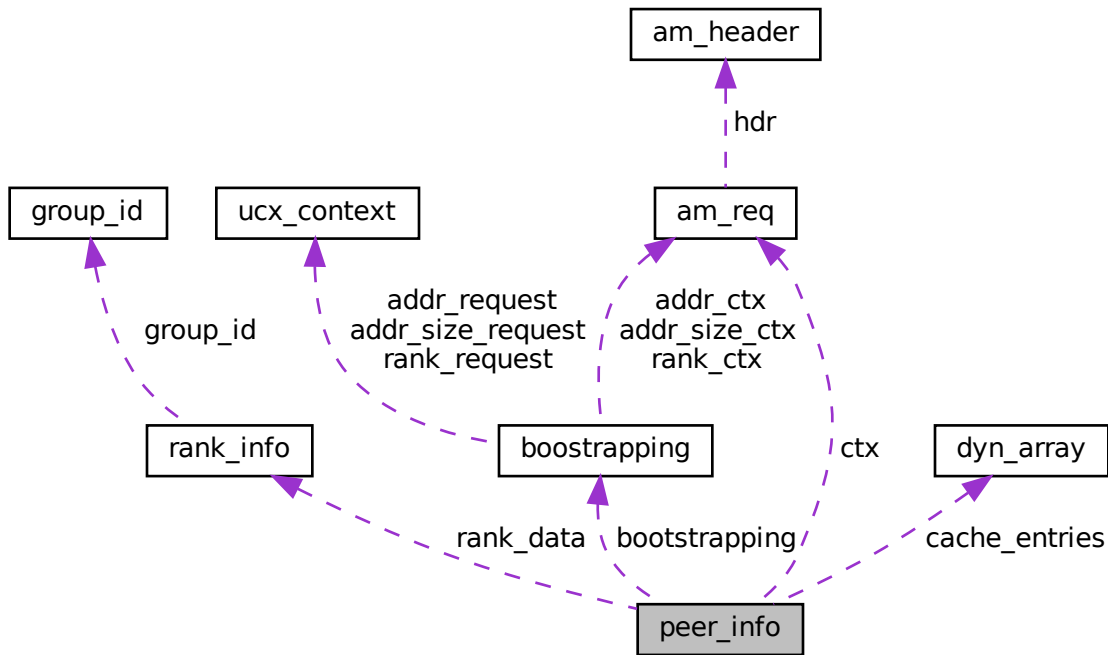 am_header
hdr
group_id
ucx_context
am_req
group_id
addr_request
addr_size_request
rank_request
addr_ctx
addr_size_ctx
rank_ctx
rank_info
boostrapping
ctx
dyn_array
rank_data
bootstrapping
cache_entries
peer_info